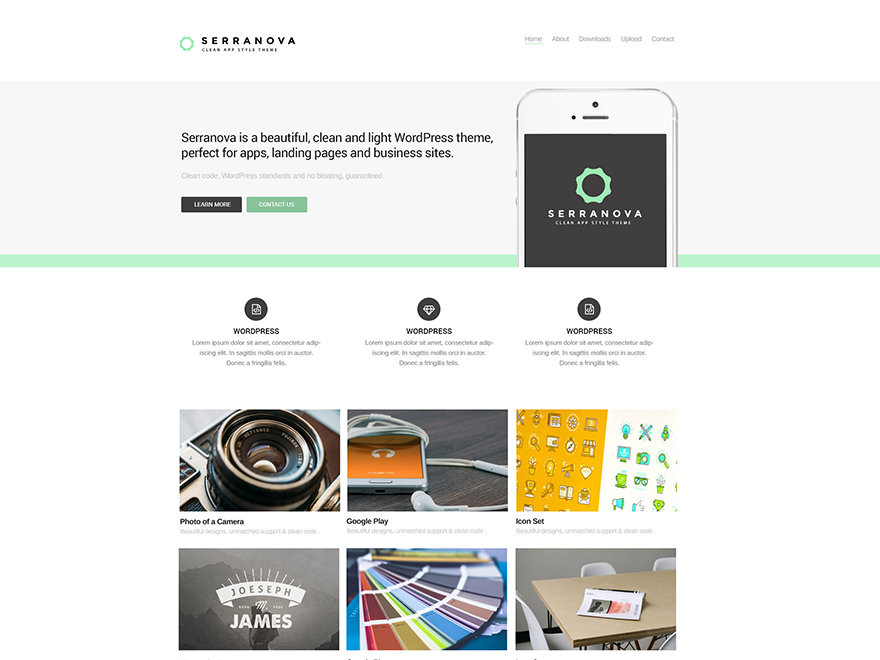 SERRANOVA
CLEAN APP STYLE THEME
Home About Downloads Upload Contact
Serranova is a beautiful, clean and light WordPress theme,
perfect for apps, landing pages and business sites.
Clean code, WordPress standards and no bloating, guaranteed.
LEARN MORE CONTACT US
SERRANOVA
CLEAN APP STYLE THEME
WORDPRESS
Lorem ipsum dolor sit amet, consectetur adip-
iscing elit. In sagittis mollis orci in auctor.
Donec a fringilla felis.
WORDPRESS
Lorem ipsum dolor sit amet, consectetur adip-
iscing elit. In sagittis mollis orci in auctor.
Donec a fringilla felis.
WORDPRESS
Lorem ipsum dolor sit amet, consectetur adip-
iscing elit. In sagittis mollis orci in auctor.
Donec a fringilla felis.
Photo of a Camera
Beautiful designs, unmatched support & clean code .
Google Play
Beautiful designs, unmatched support & clean code .
Icon Set
Beautiful designs, unmatched support & clean code .
JOESEPH
M.
JAMES